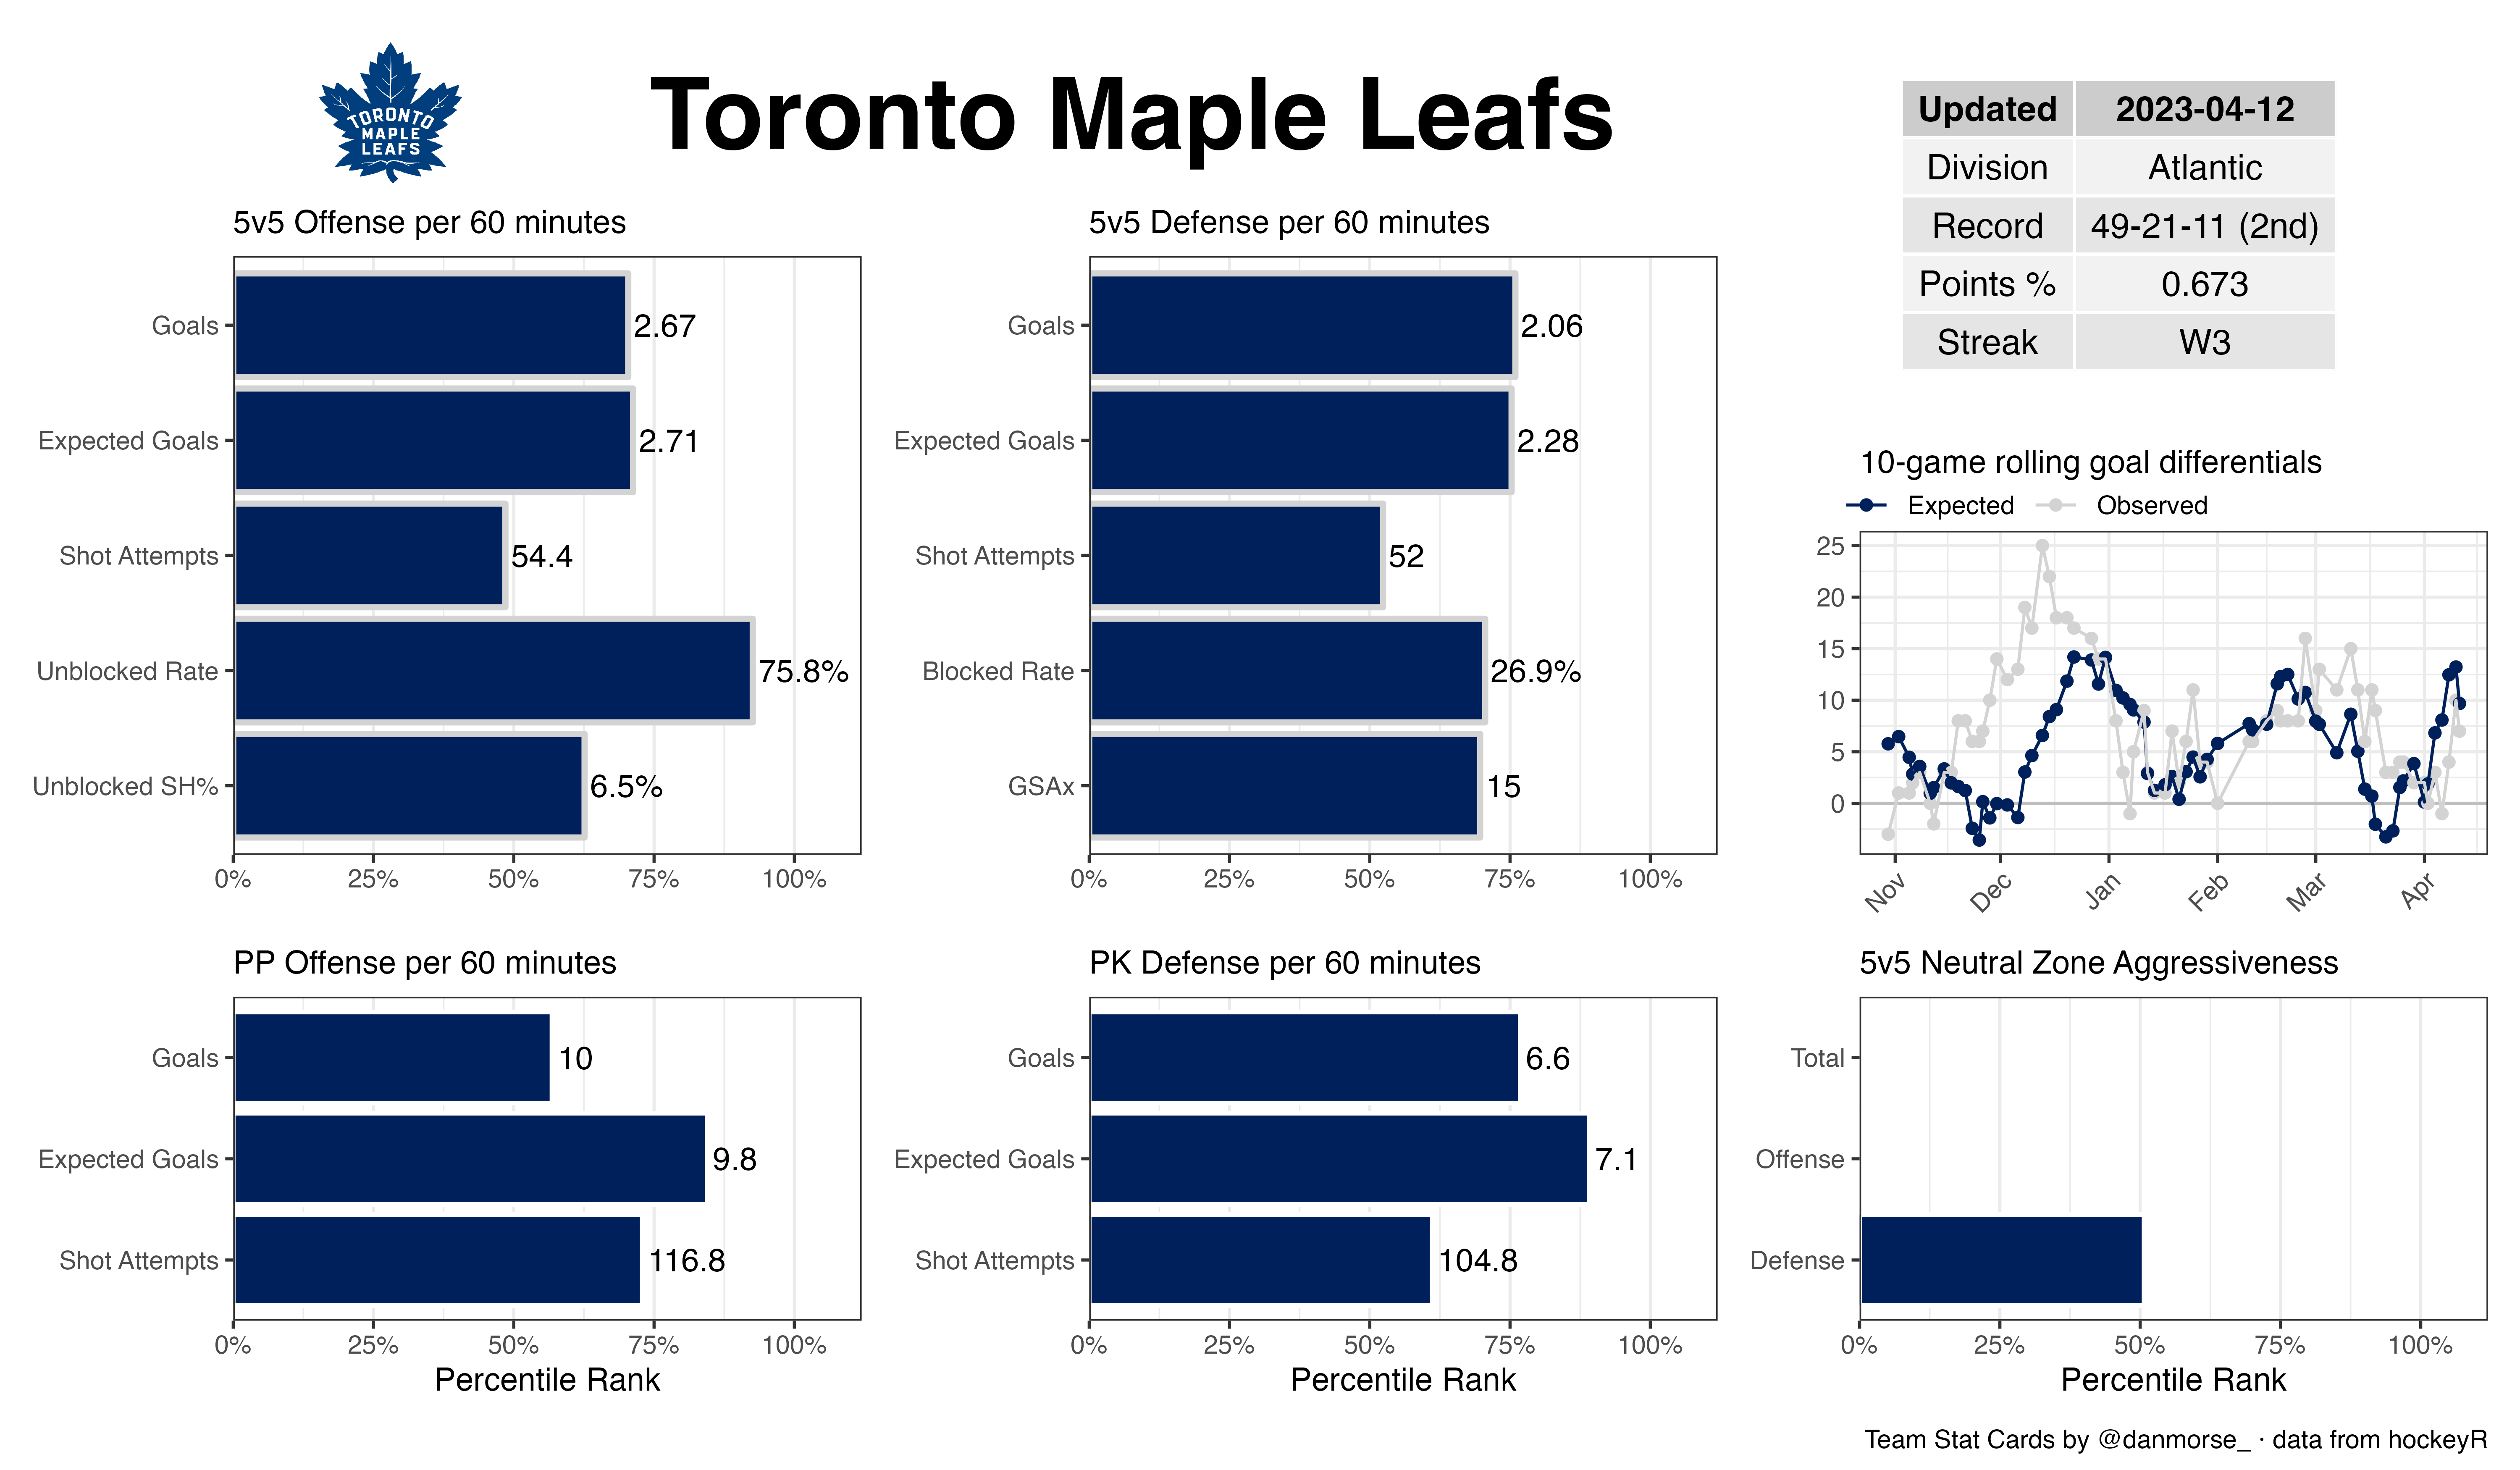 TORONTO
MAPLE
LEAFS
Toronto Maple Leafs
Updated 2023-04-12
Division Atlantic
Record 49-21-11 (2nd)
Points % 0.673
Streak W3
5v5 Offense per 60 minutes
Goals 2.67
Expected Goals 2.71
Shot Attempts 54.4
Unblocked Rate 75.8%
Unblocked SH% 6.5%
0% 25% 50% 75% 100%
5v5 Defense per 60 minutes
Goals 2.06
Expected Goals 2.28
Shot Attempts 52
Blocked Rate 26.9%
GSAx 15
0% 25% 50% 75% 100%
10-game rolling goal differentials
Expected Observed
25
20
15
10
5
0
Nov Dec Jan Feb Mar Apr
PP Offense per 60 minutes
Goals 10
Expected Goals 9.8
Shot Attempts 116.8
0% 25% 50% 75% 100%
Percentile Rank
PK Defense per 60 minutes
Goals 6.6
Expected Goals 7.1
Shot Attempts 104.8
0% 25% 50% 75% 100%
Percentile Rank
5v5 Neutral Zone Aggressiveness
Total
Offense
Defense
0% 25% 50% 75% 100%
Percentile Rank
Team Stat Cards by @danmorse_ · data from hockeyR